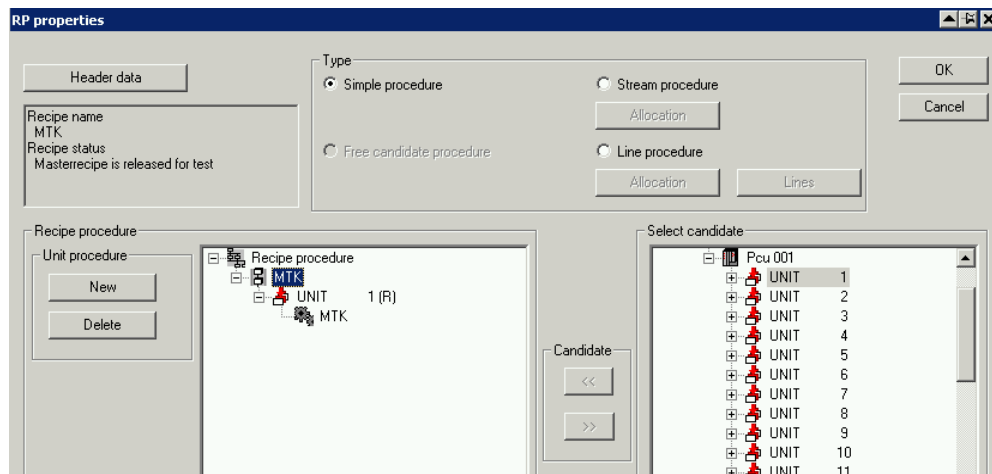 RP properties
Header data
Recipe name
MTK
Recipe status
Masterrecipe is released for test
Type
Simple procedure
Stream procedure
Allocation
Free candidate procedure
Line procedure
Allocation
Lines
OK
Cancel
Recipe procedure
Unit procedure
New
Delete
Recipe procedure
MTK
UNIT 1 (R)
MTK
Candidate
<<
>>
Select candidate
Pcu 001
UNIT 1
UNIT 2
UNIT 3
UNIT 4
UNIT 5
UNIT 6
UNIT 7
UNIT 8
UNIT 9
UNIT 10
UNIT 11